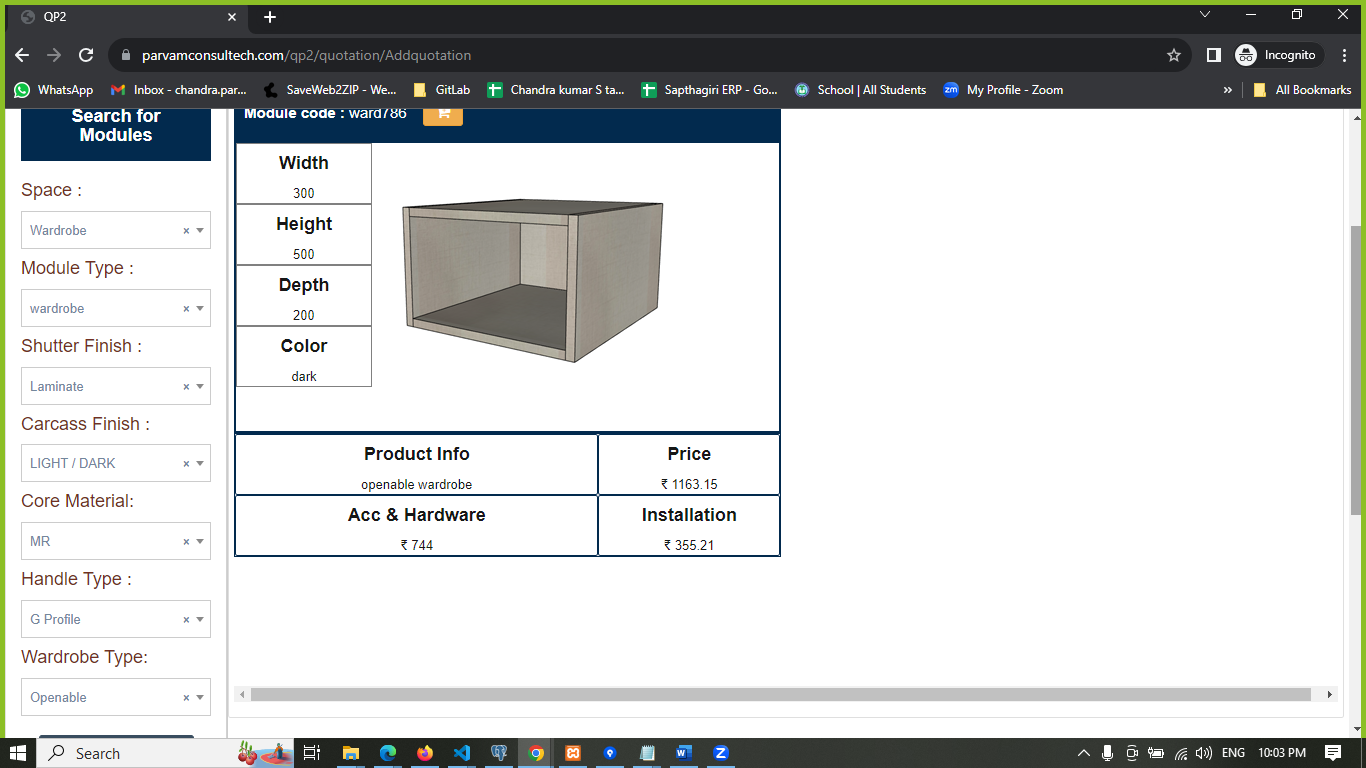 QP2
parvamconsultech.com/qp2/quotation/Addquotation
Incognito
WhatsApp
Inbox - chandra.par...
SaveWeb2ZIP - We...
GitLab
Chandra kumar S ta...
Sapthagiri ERP - Go...
School | All Students
zm
My Profile - Zoom
»
All Bookmarks
Search for
Modules
Space :
Wardrobe
Module Type :
wardrobe
Shutter Finish :
Laminate
Carcass Finish :
LIGHT / DARK
Core Material:
MR
Handle Type :
G Profile
Wardrobe Type:
Openable
Module code : ward786
Width
300
Height
500
Depth
200
Color
dark
Product Info
openable wardrobe
Price
₹ 1163.15
Acc & Hardware
₹ 744
Installation
₹ 355.21
Search
ENG
10:03 PM